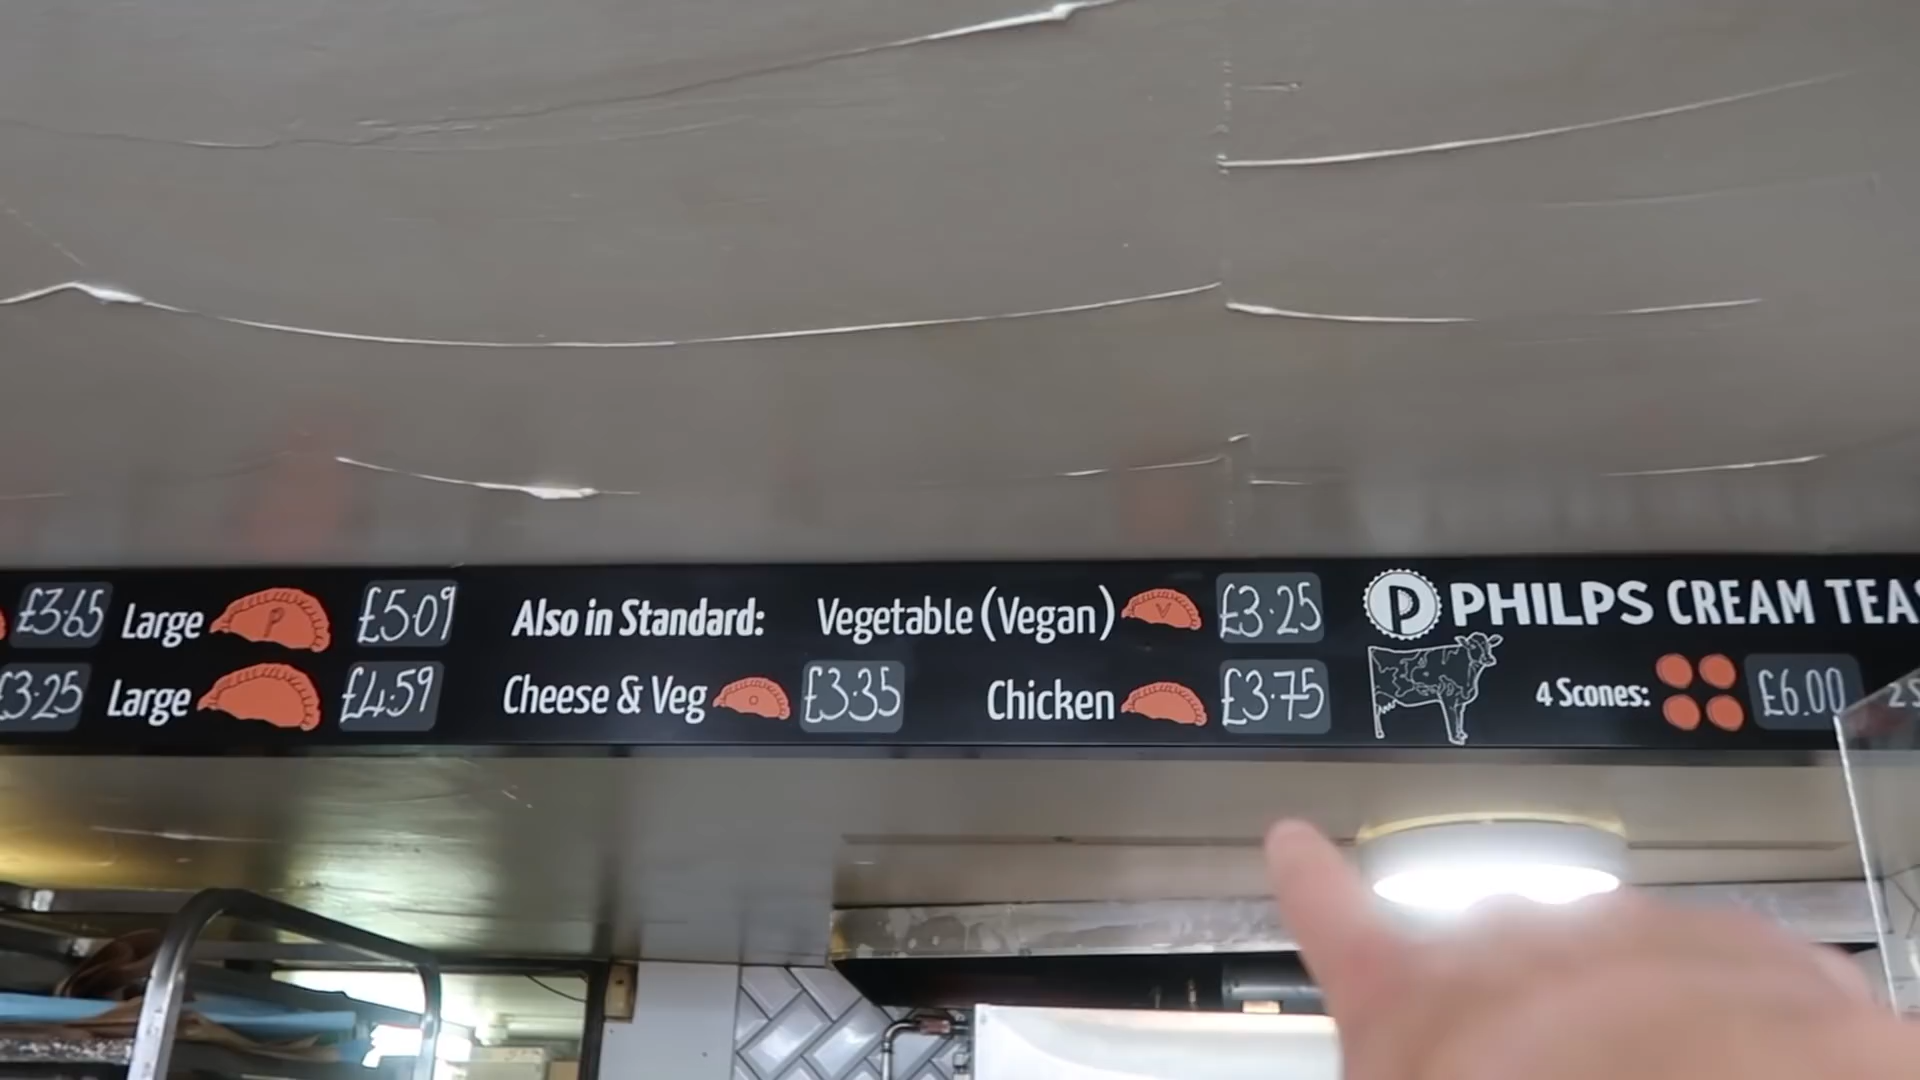 £3.65 Large P £5.09 Also in Standard: Vegetable (Vegan) V £3.25 P PHILPS CREAM TEAS
£3.25 Large £4.59 Cheese & Veg O £3.35 Chicken £3.75 4 Scones: £6.00 2